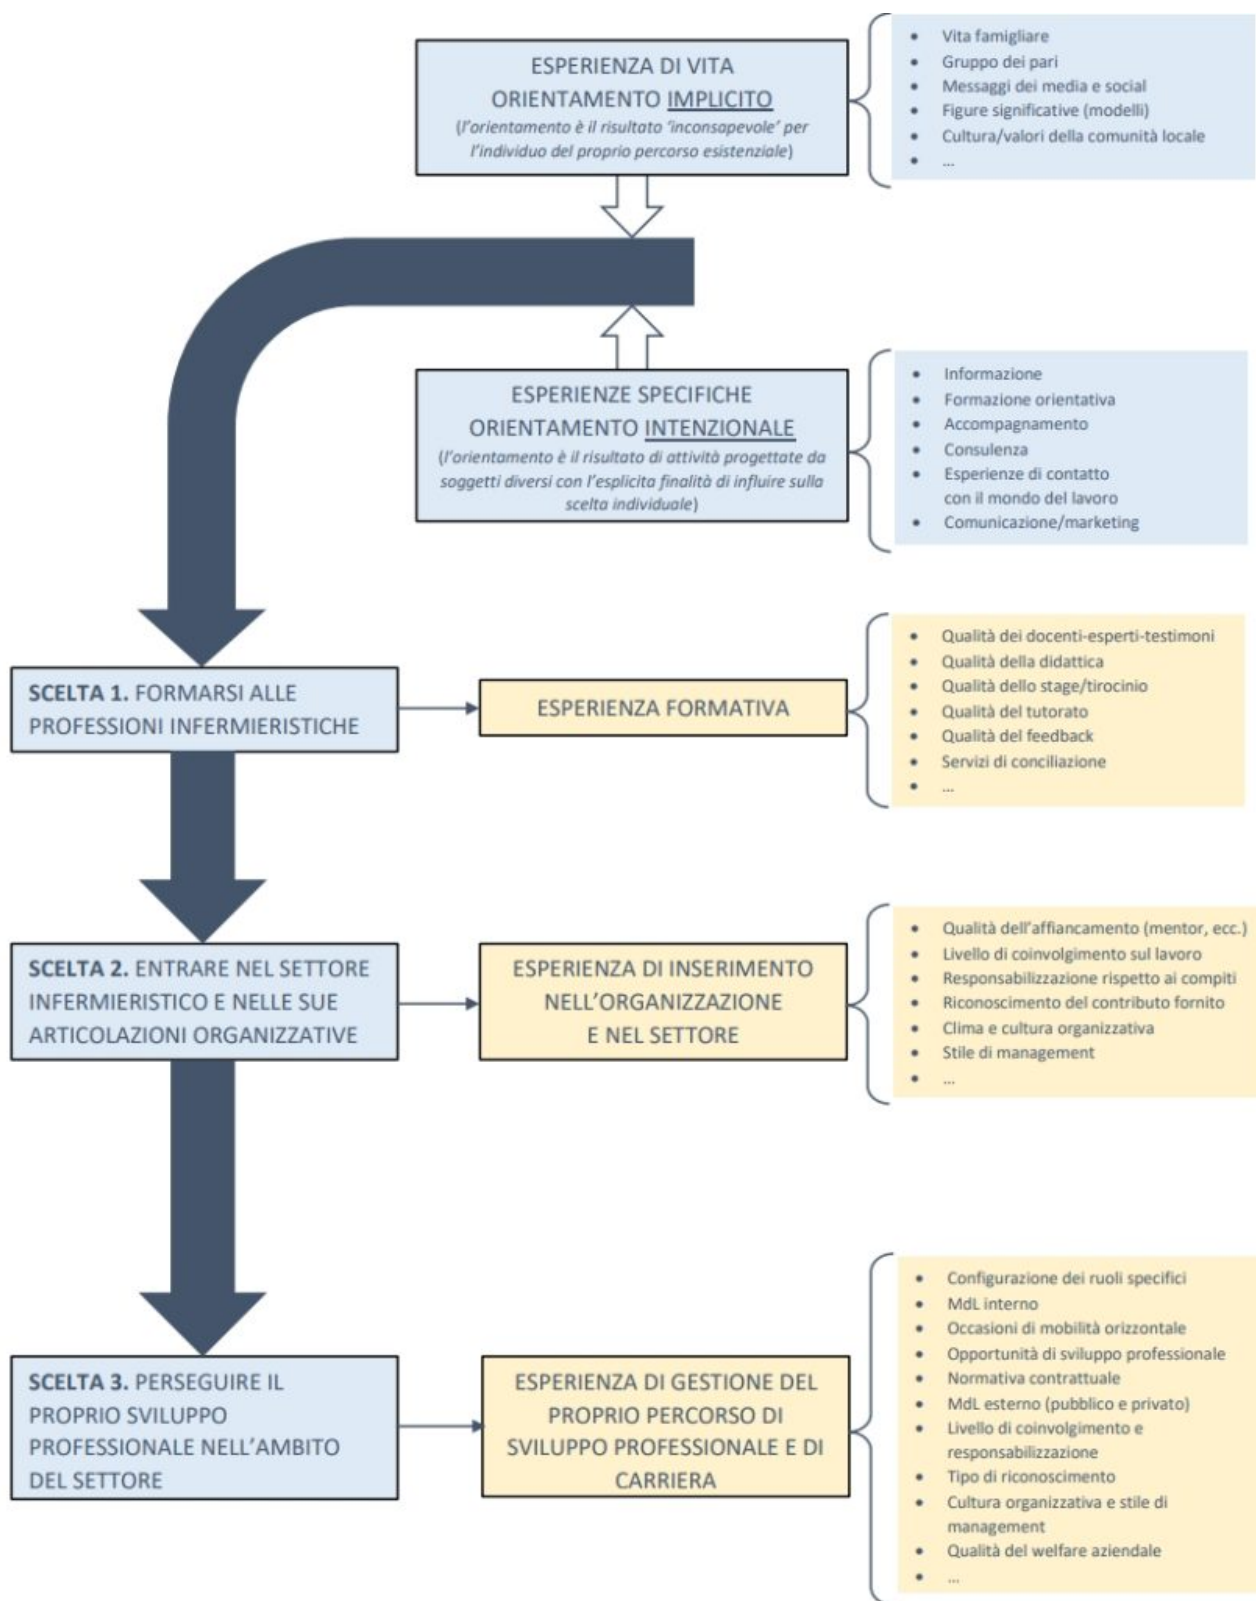 ESPERIENZA DI VITA
ORIENTAMENTO IMPLICITO
(l'orientamento è il risultato 'inconsapevole' per
l'individuo del proprio percorso esistenziale)
• Vita famigliare
• Gruppo dei pari
• Messaggi dei media e social
• Figure significative (modelli)
• Cultura/valori della comunità locale
• ...
ESPERIENZE SPECIFICHE
ORIENTAMENTO INTENZIONALE
(l'orientamento è il risultato di attività progettate da
soggetti diversi con l'esplicita finalità di influire sulla
scelta individuale)
• Informazione
• Formazione orientativa
• Accompagnamento
• Consulenza
• Esperienze di contatto
con il mondo del lavoro
• Comunicazione/marketing
SCELTA 1. FORMARSI ALLE
PROFESSIONI INFERMIERISTICHE
ESPERIENZA FORMATIVA
• Qualità dei docenti-esperti-testimoni
• Qualità della didattica
• Qualità dello stage/tirocinio
• Qualità del tutorato
• Qualità del feedback
• Servizi di conciliazione
• ...
SCELTA 2. ENTRARE NEL SETTORE
INFERMIERISTICO E NELLE SUE
ARTICOLAZIONI ORGANIZZATIVE
ESPERIENZA DI INSERIMENTO
NELL'ORGANIZZAZIONE
E NEL SETTORE
• Qualità dell'affiancamento (mentor, ecc.)
• Livello di coinvolgimento sul lavoro
• Responsabilizzazione rispetto ai compiti
• Riconoscimento del contributo fornito
• Clima e cultura organizzativa
• Stile di management
• ...
SCELTA 3. PERSEGUIRE IL
PROPRIO SVILUPPO
PROFESSIONALE NELL'AMBITO
DEL SETTORE
ESPERIENZA DI GESTIONE DEL
PROPRIO PERCORSO DI
SVILUPPO PROFESSIONALE E DI
CARRIERA
• Configurazione dei ruoli specifici
• MdL interno
• Occasioni di mobilità orizzontale
• Opportunità di sviluppo professionale
• Normativa contrattuale
• MdL esterno (pubblico e privato)
• Livello di coinvolgimento e
responsabilizzazione
• Tipo di riconoscimento
• Cultura organizzativa e stile di
management
• Qualità del welfare aziendale
• ...